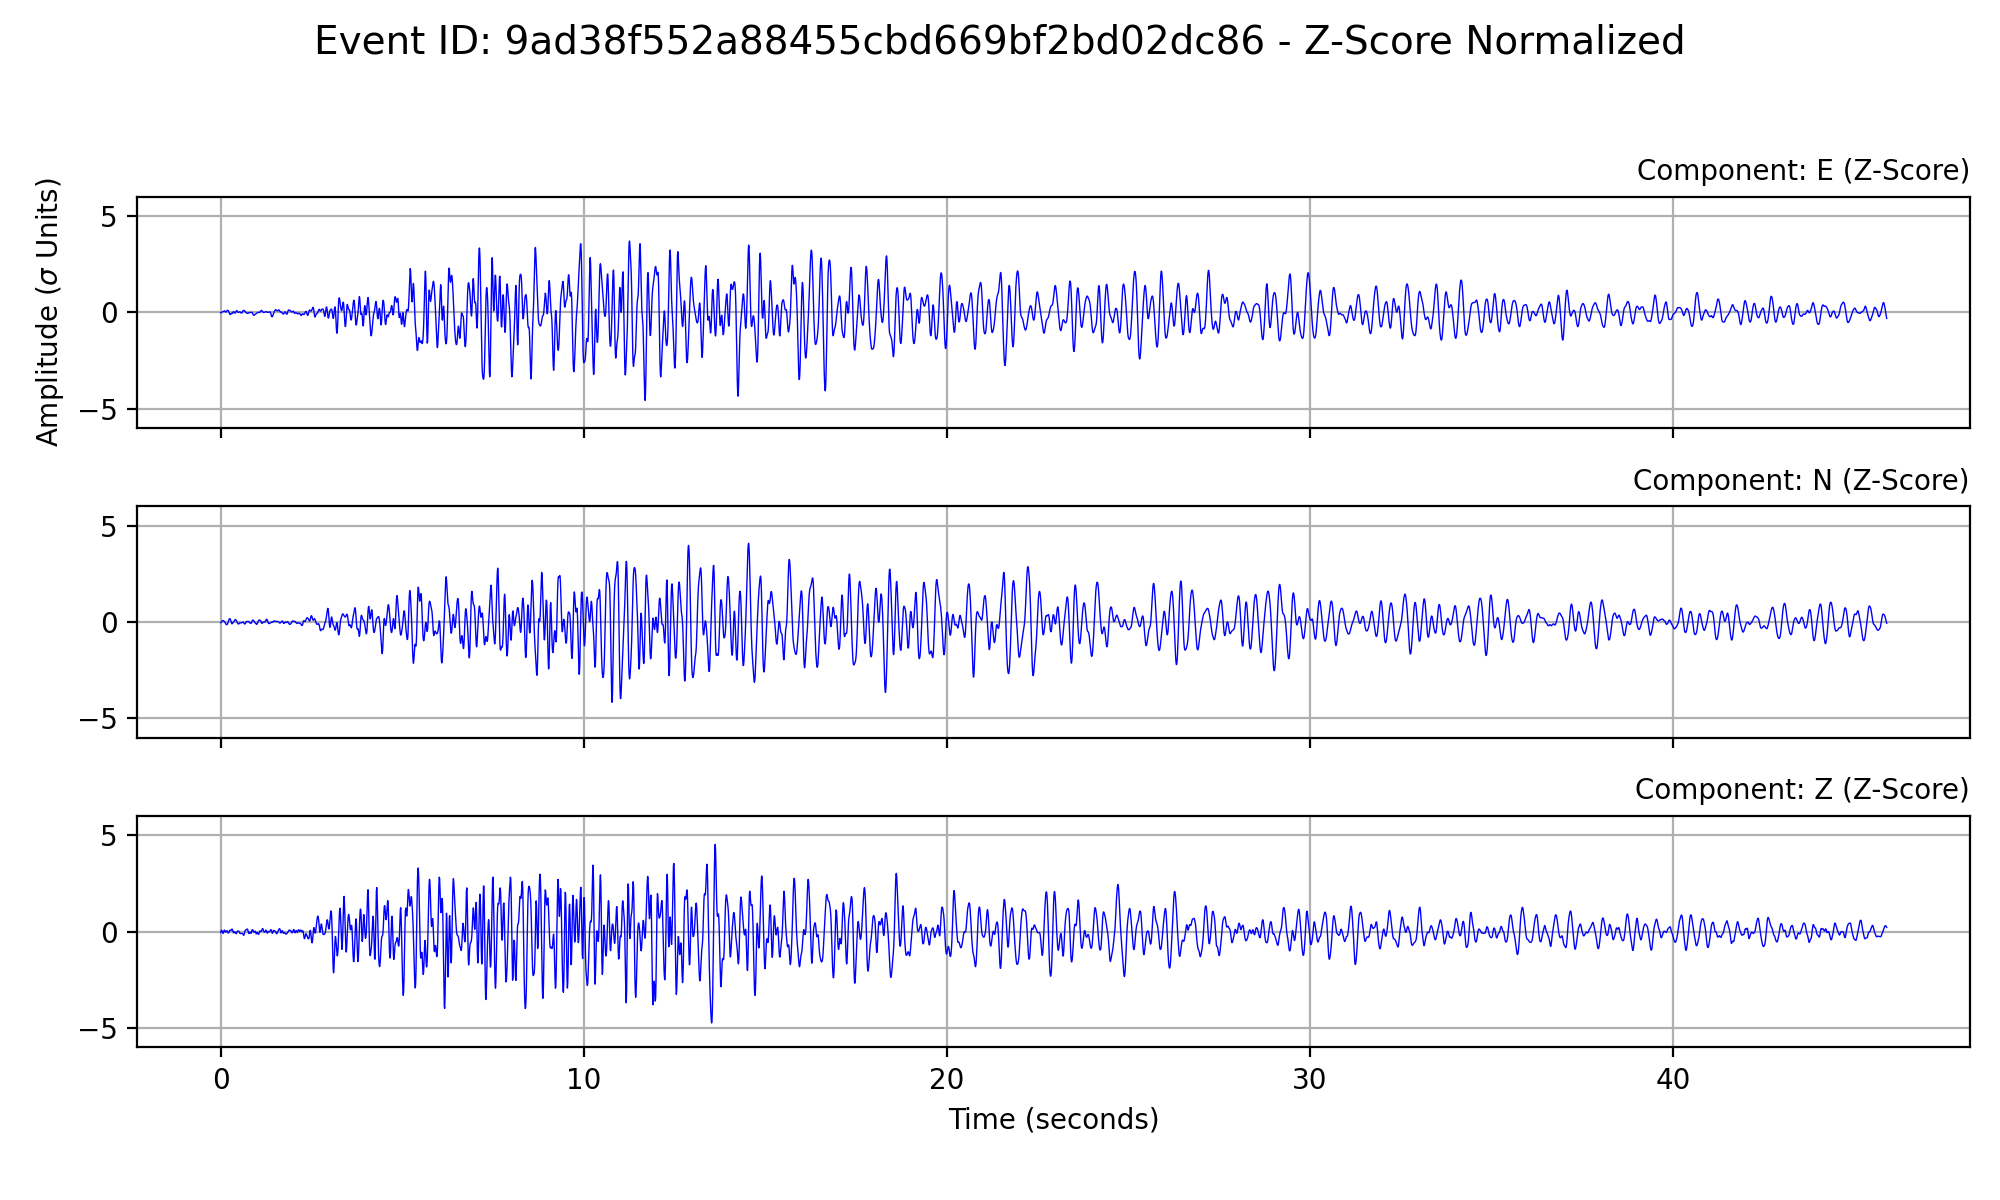 Event ID: 9ad38f552a88455cbd669bf2bd02dc86 - Z-Score Normalized
Component: E (Z-Score)
Amplitude (σ Units)
5
0
−5
Component: N (Z-Score)
5
0
−5
Component: Z (Z-Score)
5
0
−5
0 10 20 30 40
Time (seconds)